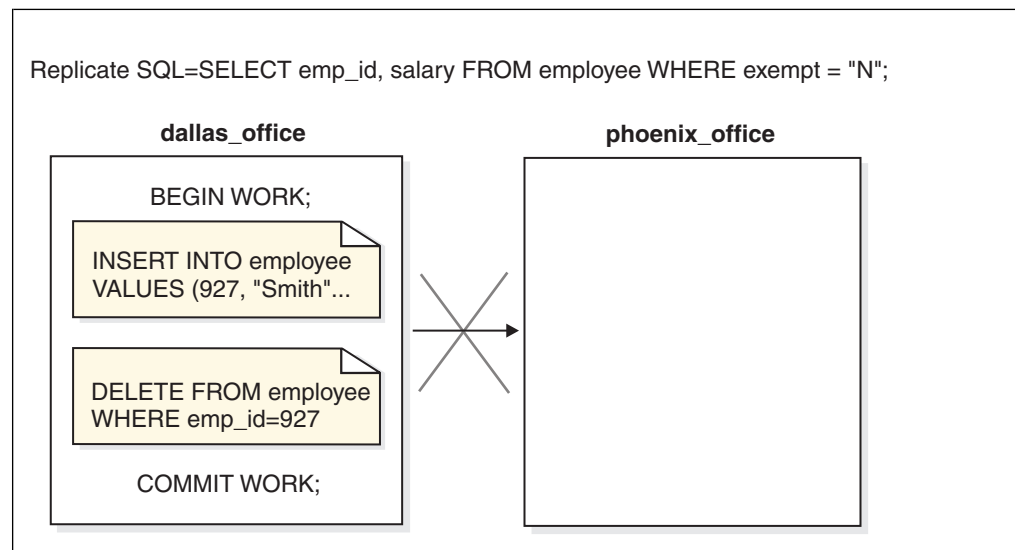 Replicate SQL=SELECT emp_id, salary FROM employee WHERE exempt = "N";
dallas_office
phoenix_office
BEGIN WORK;
INSERT INTO employee
VALUES (927, "Smith"...
DELETE FROM employee
WHERE emp_id=927
COMMIT WORK;